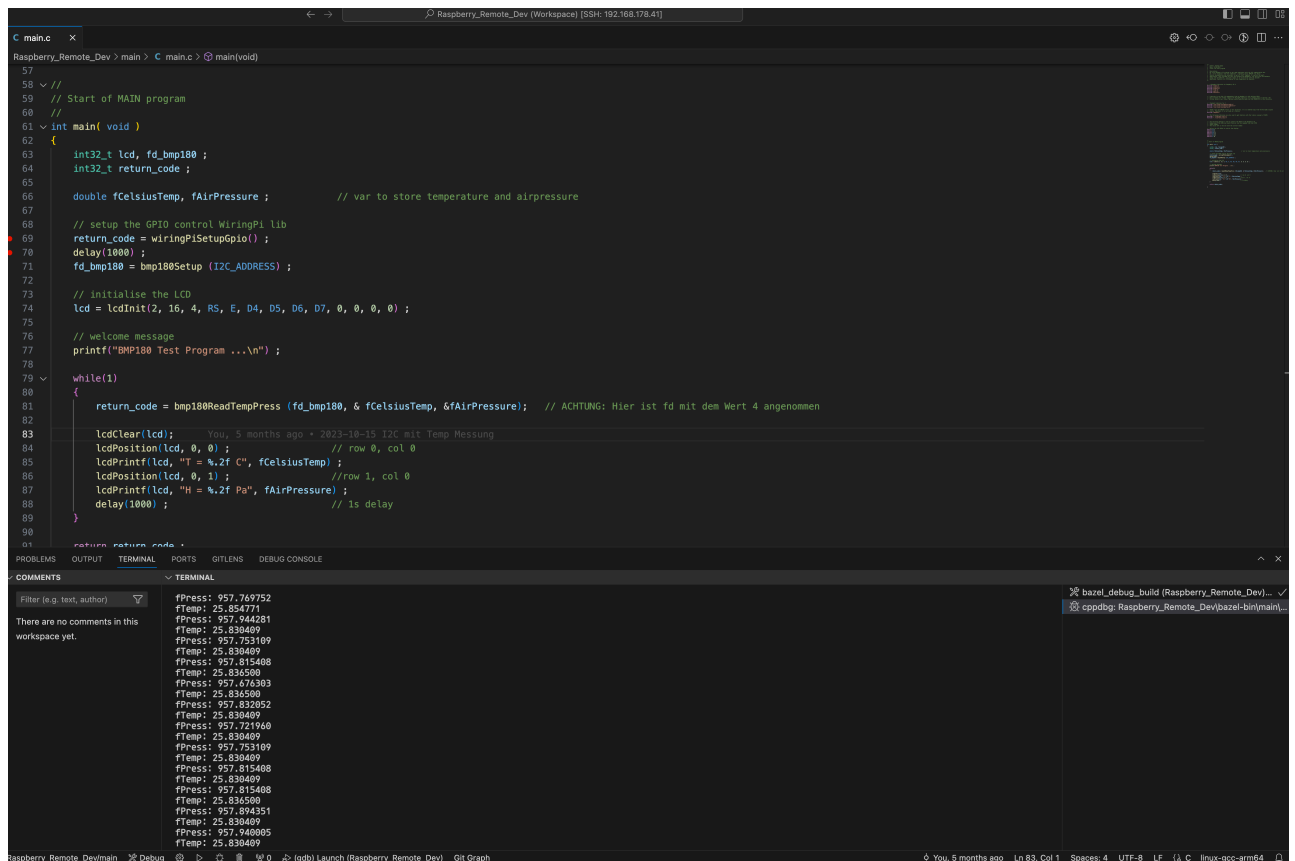 Raspberry_Remote_Dev (Workspace) [SSH: 192.168.178.41]
C main.c ×
Raspberry_Remote_Dev > main > C main.c > main(void)
57
58 //
59 // Start of MAIN program
60 //
61 int main( void )
62 {
63 int32_t lcd, fd_bmp180 ;
64 int32_t return_code ;
65
66 double fCelsiusTemp, fAirPressure ; // var to store temperature and airpressure
67
68 // setup the GPIO control WiringPi lib
69 return_code = wiringPiSetupGpio() ;
70 delay(1000) ;
71 fd_bmp180 = bmp180Setup (I2C_ADDRESS) ;
72
73 // initialise the LCD
74 lcd = lcdInit(2, 16, 4, RS, E, D4, D5, D6, D7, 0, 0, 0, 0) ;
75
76 // welcome message
77 printf("BMP180 Test Program ...\n") ;
78
79 while(1)
80 {
81 return_code = bmp180ReadTempPress (fd_bmp180, & fCelsiusTemp, &fAirPressure); // ACHTUNG: Hier ist fd mit dem Wert 4 angenommen
82
83 lcdClear(lcd); You, 5 months ago • 2023-10-15 I2C mit Temp Messung
84 lcdPosition(lcd, 0, 0) ; // row 0, col 0
85 lcdPrintf(lcd, "T = %.2f C", fCelsiusTemp) ;
86 lcdPosition(lcd, 0, 1) ; //row 1, col 0
87 lcdPrintf(lcd, "H = %.2f Pa", fAirPressure) ;
88 delay(1000) ; // 1s delay
89 }
90
91 return return_code ;
PROBLEMS OUTPUT TERMINAL PORTS GITLENS DEBUG CONSOLE
COMMENTS
Filter (e.g. text, author)
There are no comments in this
workspace yet.
TERMINAL
fPress: 957.769752
fTemp: 25.854771
fPress: 957.944281
fTemp: 25.830409
fPress: 957.753109
fTemp: 25.830409
fPress: 957.815408
fTemp: 25.836500
fPress: 957.676303
fTemp: 25.836500
fPress: 957.832052
fTemp: 25.830409
fPress: 957.721960
fTemp: 25.830409
fPress: 957.753109
fTemp: 25.830409
fPress: 957.815408
fTemp: 25.830409
fPress: 957.815408
fTemp: 25.836500
fPress: 957.894351
fTemp: 25.830409
fPress: 957.940005
fTemp: 25.830409
bazel_debug_build (Raspberry_Remote_Dev)...
cppdbg: Raspberry_Remote_Dev\bazel-bin\main\...
Raspberry_Remote_Dev/main Debug 0 (gdb) Launch (Raspberry_Remote_Dev) Git Graph You, 5 months ago Ln 83, Col 1 Spaces: 4 UTF-8 LF C linux-gcc-arm64